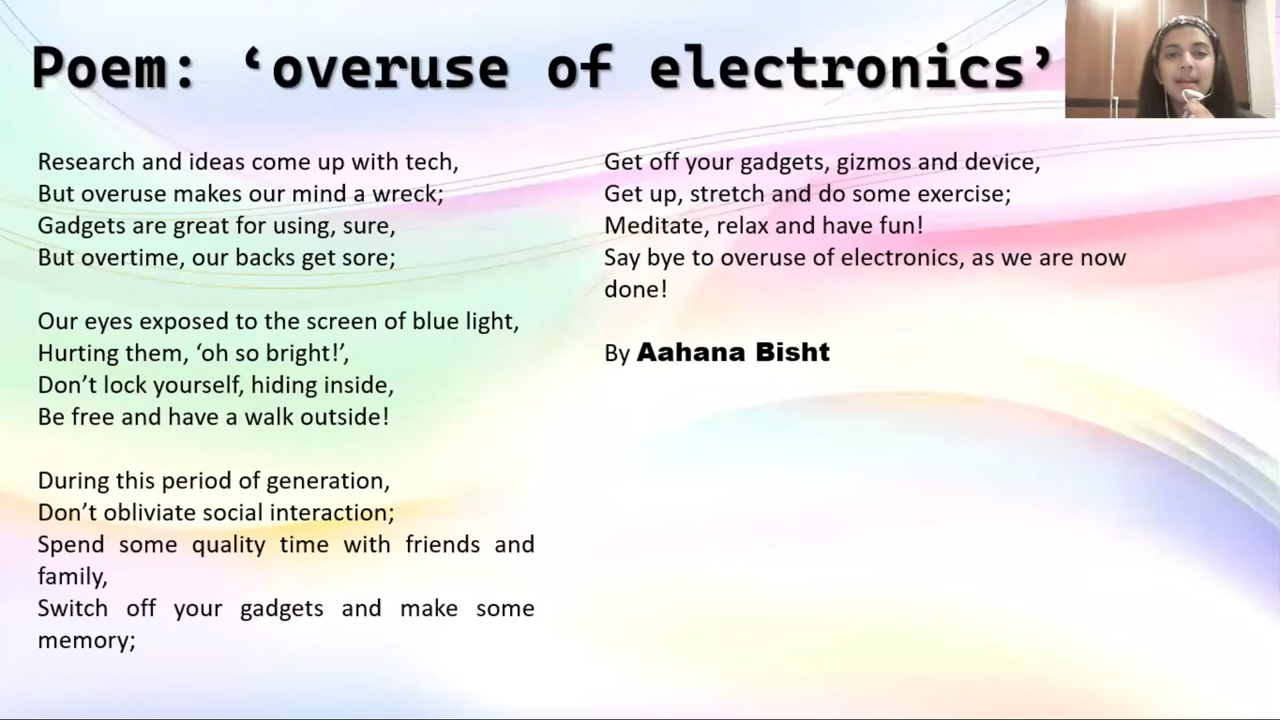 Poem: ‘overuse of electronics’
Research and ideas come up with tech,
But overuse makes our mind a wreck;
Gadgets are great for using, sure,
But overtime, our backs get sore;
Our eyes exposed to the screen of blue light,
Hurting them, ‘oh so bright!’,
Don’t lock yourself, hiding inside,
Be free and have a walk outside!
During this period of generation,
Don’t obliviate social interaction;
Spend some quality time with friends and
family,
Switch off your gadgets and make some
memory;
Get off your gadgets, gizmos and device,
Get up, stretch and do some exercise;
Meditate, relax and have fun!
Say bye to overuse of electronics, as we are now
done!
By Aahana Bisht